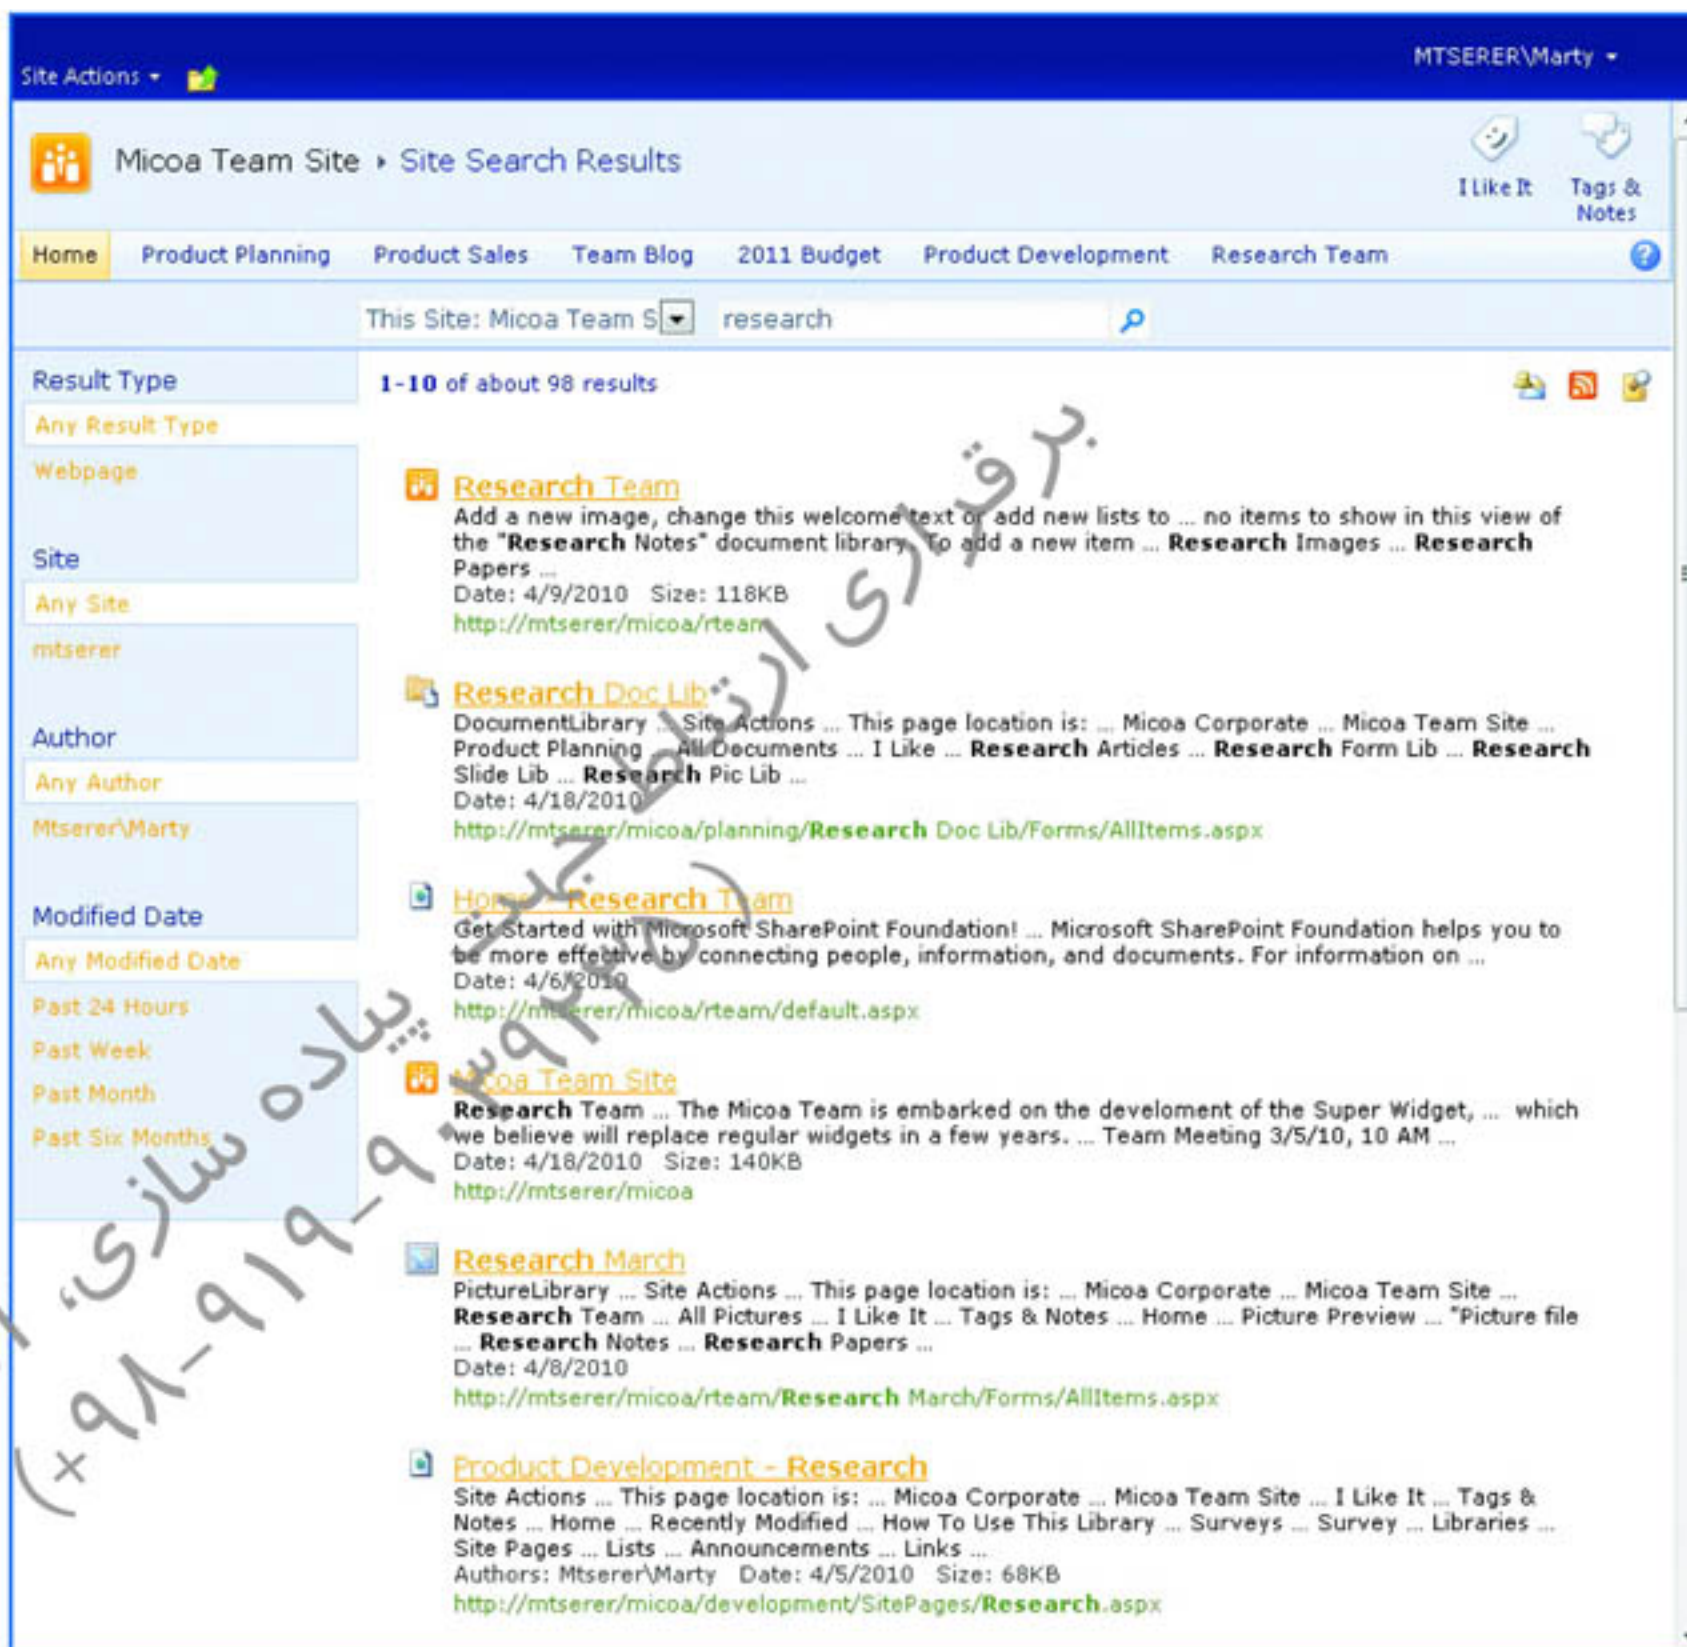 Site Actions
MTSERER\Marty
Micoa Team Site ▸ Site Search Results
I Like It
Tags &
Notes
Home Product Planning Product Sales Team Blog 2011 Budget Product Development Research Team
This Site: Micoa Team S research
Result Type
Any Result Type
Webpage
Site
Any Site
mtserer
Author
Any Author
Mtserer\Marty
Modified Date
Any Modified Date
Past 24 Hours
Past Week
Past Month
Past Six Months
1-10 of about 98 results
Research Team
Add a new image, change this welcome text or add new lists to ... no items to show in this view of
the "Research Notes" document library. To add a new item ... Research Images ... Research
Papers ...
Date: 4/9/2010 Size: 118KB
http://mtserer/micoa/rteam
Research Doc Lib
DocumentLibrary ... Site Actions ... This page location is: ... Micoa Corporate ... Micoa Team Site ...
Product Planning ... All Documents ... I Like ... Research Articles ... Research Form Lib ... Research
Slide Lib ... Research Pic Lib ...
Date: 4/18/2010
http://mtserer/micoa/planning/Research Doc Lib/Forms/AllItems.aspx
Home - Research Team
Get Started with Microsoft SharePoint Foundation! ... Microsoft SharePoint Foundation helps you to
be more effective by connecting people, information, and documents. For information on ...
Date: 4/6/2010
http://mtserer/micoa/rteam/default.aspx
Micoa Team Site
Research Team ... The Micoa Team is embarked on the develoment of the Super Widget, ... which
we believe will replace regular widgets in a few years. ... Team Meeting 3/5/10, 10 AM ...
Date: 4/18/2010 Size: 140KB
http://mtserer/micoa
Research March
PictureLibrary ... Site Actions ... This page location is: ... Micoa Corporate ... Micoa Team Site ...
Research Team ... All Pictures ... I Like It ... Tags & Notes ... Home ... Picture Preview ... "Picture file
... Research Notes ... Research Papers ...
Date: 4/8/2010
http://mtserer/micoa/rteam/Research March/Forms/AllItems.aspx
Product Development - Research
Site Actions ... This page location is: ... Micoa Corporate ... Micoa Team Site ... I Like It ... Tags &
Notes ... Home ... Recently Modified ... How To Use This Library ... Surveys ... Survey ... Libraries ...
Site Pages ... Lists ... Announcements ... Links ...
Authors: Mtserer\Marty Date: 4/5/2010 Size: 68KB
http://mtserer/micoa/development/SitePages/Research.aspx
برقراری ارتباط جهت پیاده سازی،
(+۹۸-۹۱۹-۹۰۳۹۲۳۵)